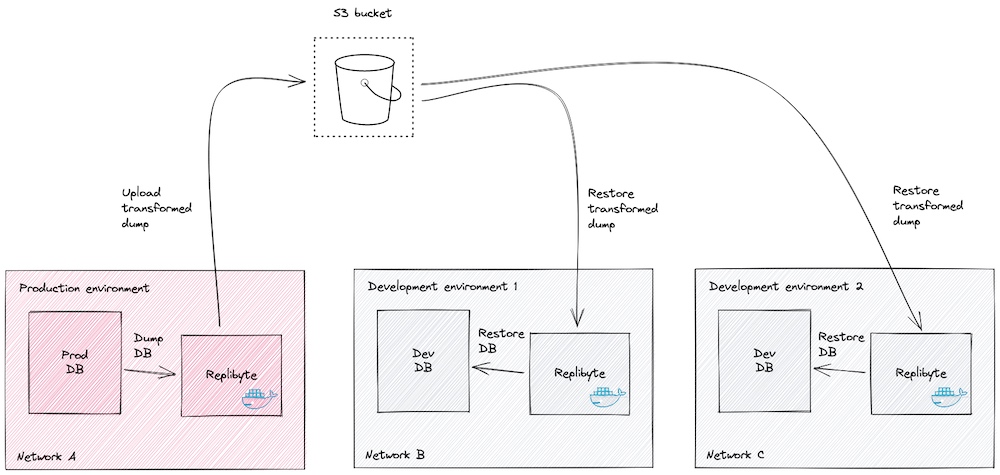 S3 bucket
Upload
transformed
dump
Restore
transformed
dump
Restore
transformed
dump
Production environment
Prod
DB
Dump
DB
Replibyte
Network A
Development environment 1
Dev
DB
Restore
DB
Replibyte
Network B
Development environment 2
Dev
DB
Restore
DB
Replibyte
Network C